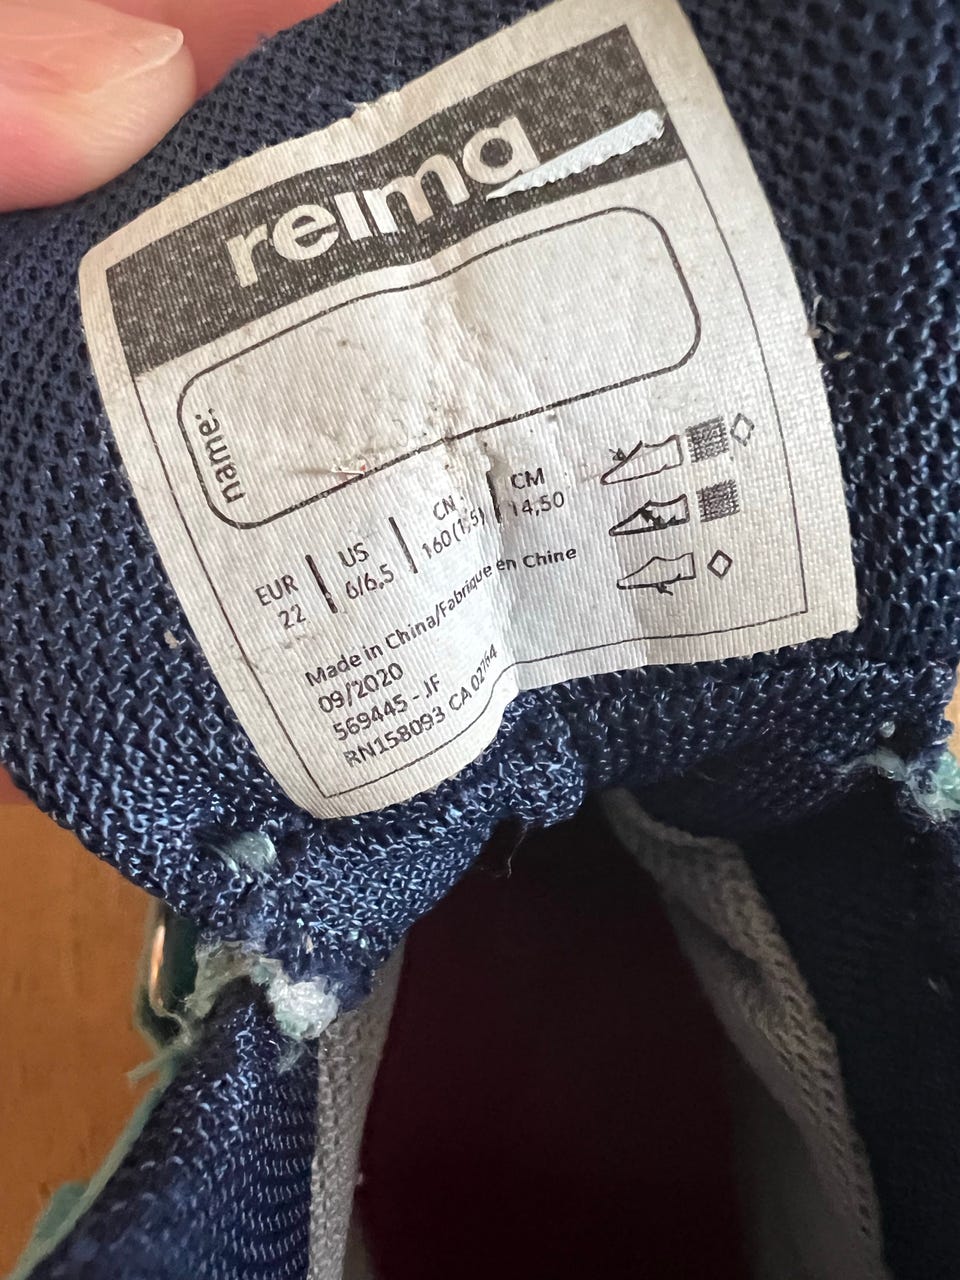 reima
name:
EUR | US | CN | CM
22 | 6/6,5 | 160(1,5) | 14,50
Made in China/Fabriqué en Chine
09/2020
569445 - JF
RN158093 CA 02764